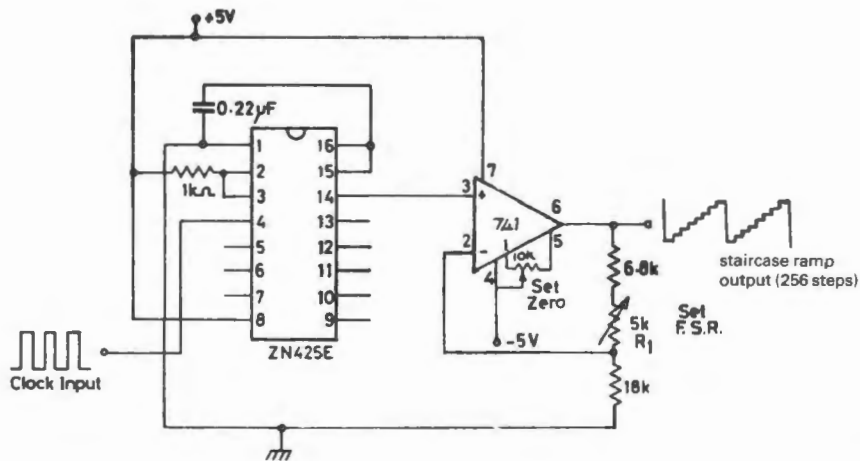 +5V
0.22µF
1 16
2 15
1kΩ
3 14
4 13
5 12
6 11
7 10
8 9
ZN425E
Clock Input
3
+
7
741
6
2
-
10k
5
4
Set
Zero
-5V
6.8k
5k
R1
Set
F.S.R.
18k
staircase ramp
output (256 steps)